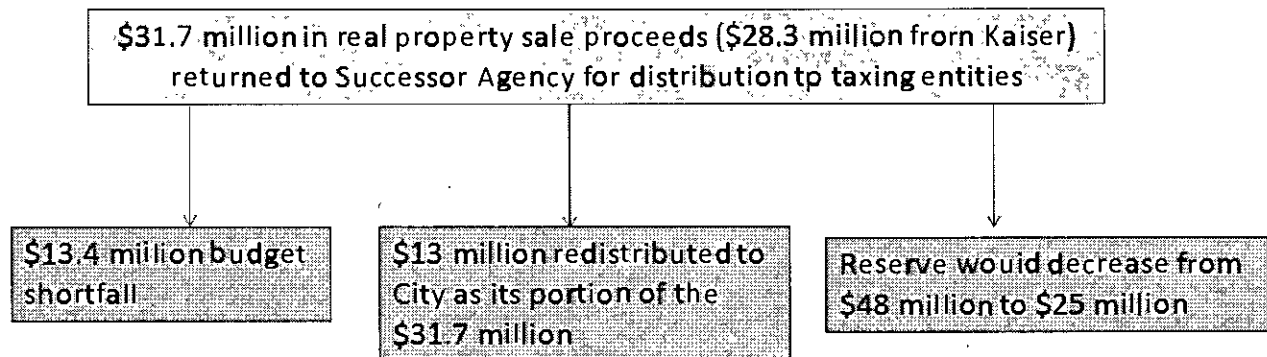 $31.7 million in real property sale proceeds ($28.3 million from Kaiser)
returned to Successor Agency for distribution tp taxing entities
$13.4 million budget
shortfall
$13 million redistributed to
City as its portion of the
$31.7 million
Reserve would decrease from
$48 million to $25 million